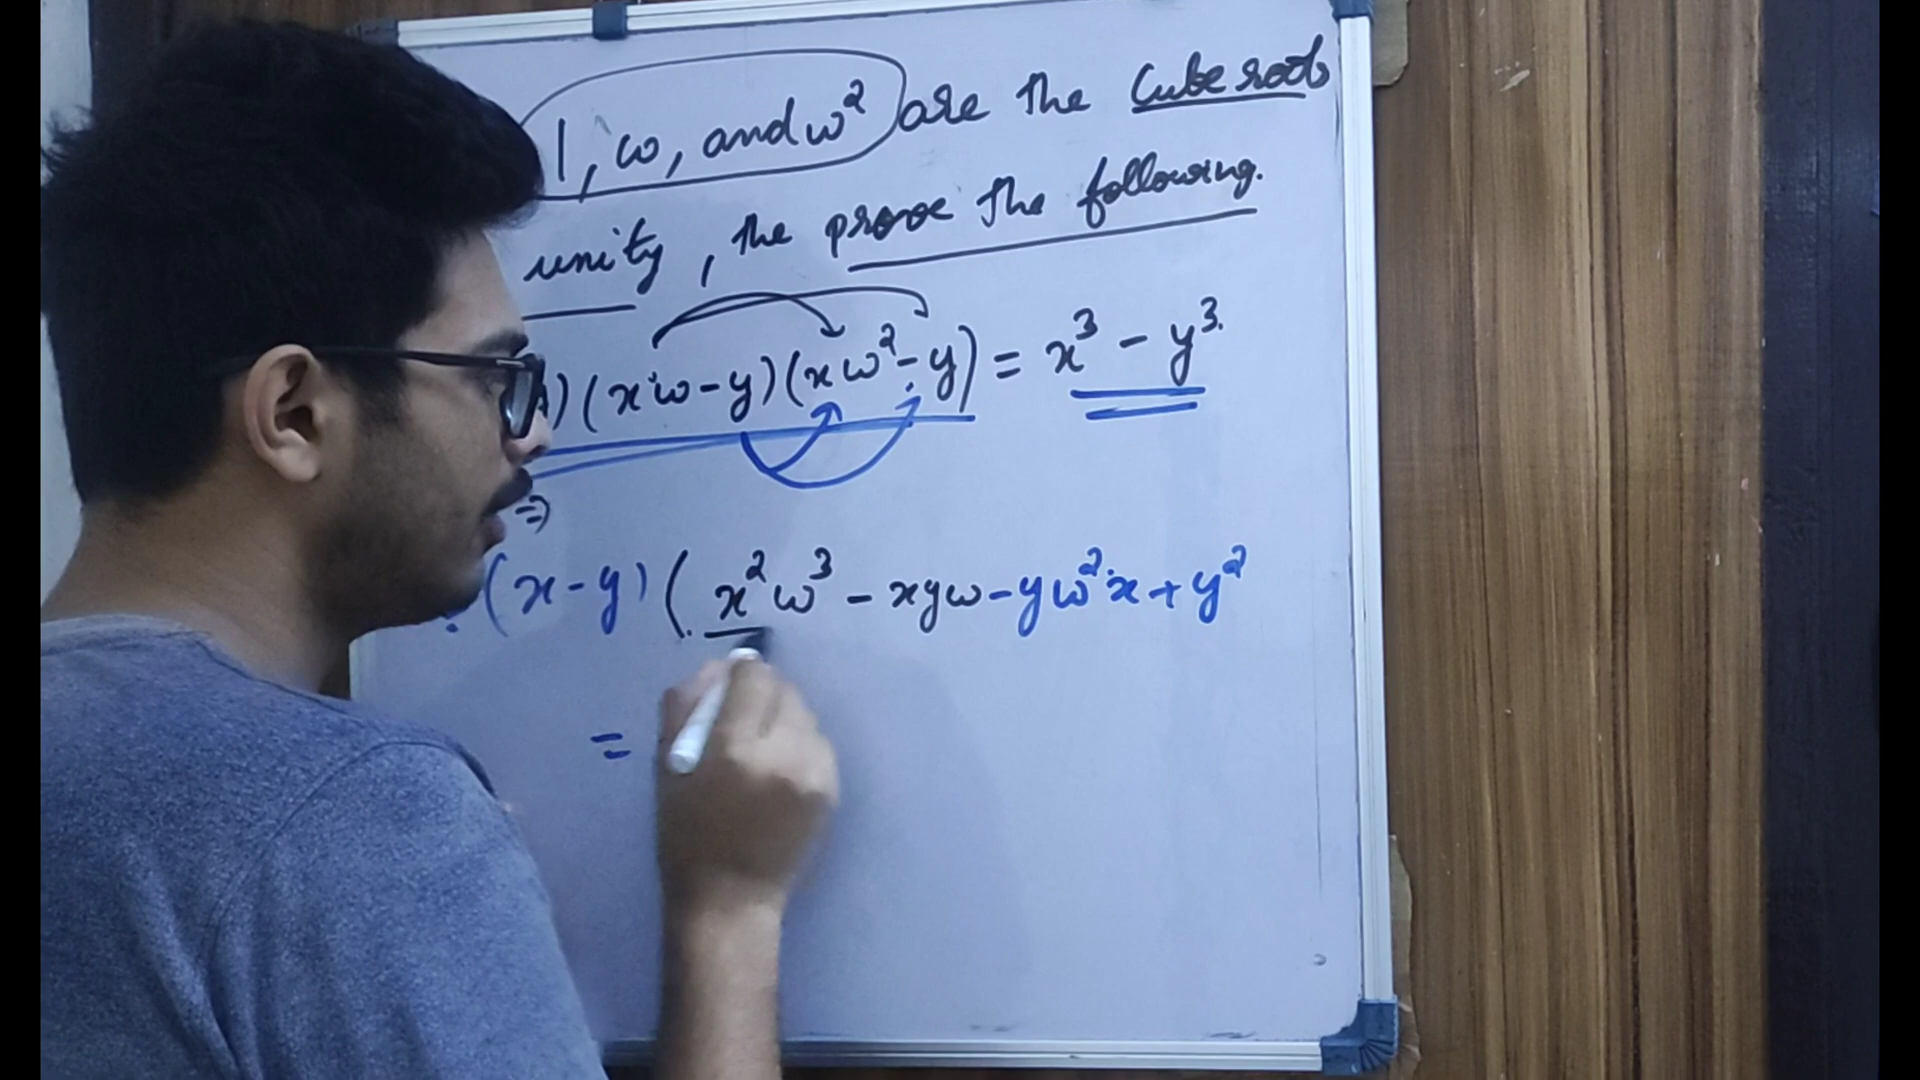 1, ω, and ω² are the Cube roots
unity, the prove the following.
)(xω-y)(xω²-y) = x³ - y³.
⇒
(x-y)(x²ω³ - xyω - yω²x + y²
=